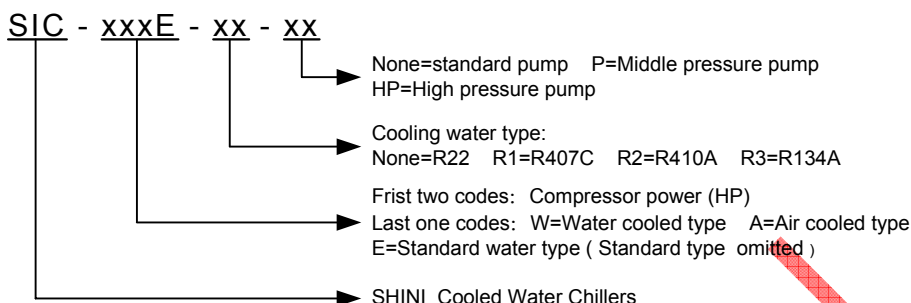 SIC - xxxE - xx - xx
None=standard pump P=Middle pressure pump
HP=High pressure pump
Cooling water type:
None=R22 R1=R407C R2=R410A R3=R134A
Frist two codes: Compressor power (HP)
Last one codes: W=Water cooled type A=Air cooled type
E=Standard water type ( Standard type omitted )
SHINI Cooled Water Chillers